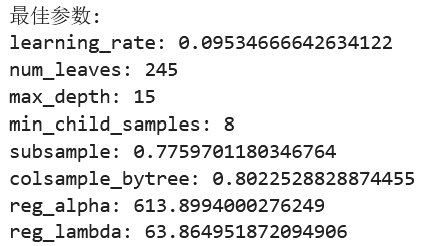 最佳参数:
learning_rate: 0.09534666642634122
num_leaves: 245
max_depth: 15
min_child_samples: 8
subsample: 0.7759701180346764
colsample_bytree: 0.8022528828874455
reg_alpha: 613.8994000276249
reg_lambda: 63.864951872094906